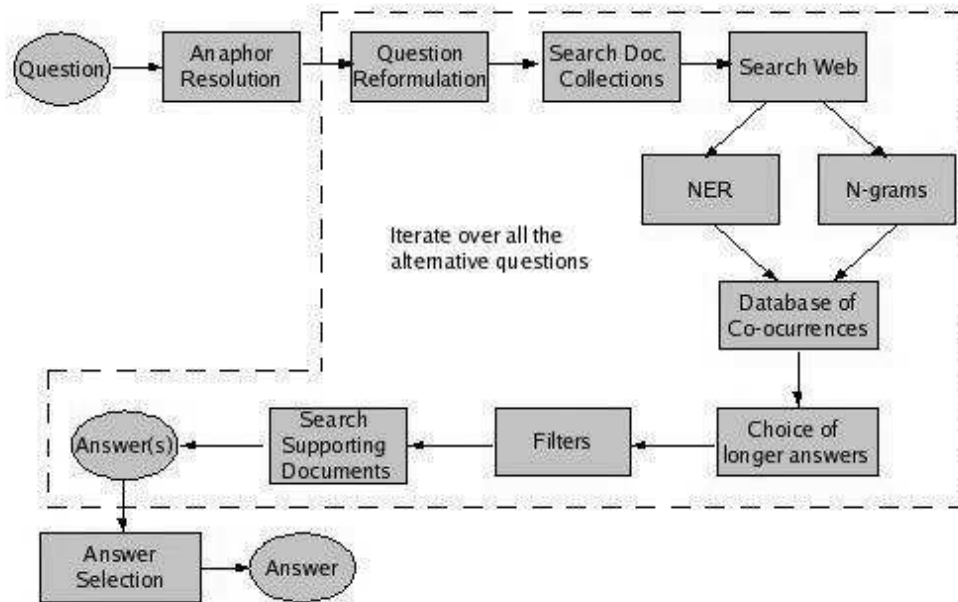 Question
Anaphor
Resolution
Question
Reformulation
Search Doc.
Collections
Search Web
NER
N-grams
Iterate over all the
alternative questions
Database of
Co-ocurrences
Choice of
longer answers
Filters
Search
Supporting
Documents
Answer(s)
Answer
Selection
Answer